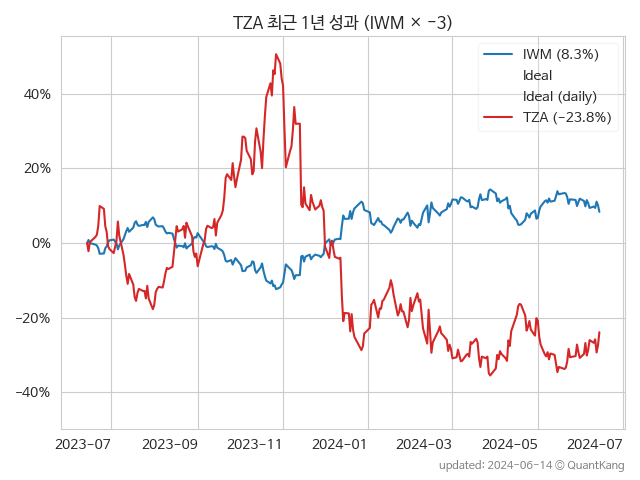 TZA 최근 1년 성과 (IWM × −3)
IWM (8.3%)
Ideal
Ideal (daily)
TZA (−23.8%)
40%
20%
0%
−20%
−40%
2023-07
2023-09
2023-11
2024-01
2024-03
2024-05
2024-07
updated: 2024-06-14 © QuantKang